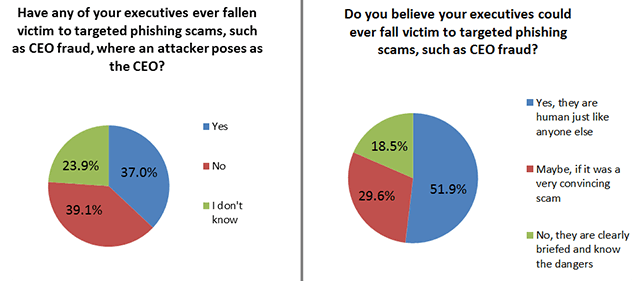 Have any of your executives ever fallen
victim to targeted phishing scams, such
as CEO fraud, where an attacker poses as
the CEO?
Yes
No
I don't
know
37.0%
39.1%
23.9%
Do you believe your executives could
ever fall victim to targeted phishing
scams, such as CEO fraud?
Yes, they are
human just like
anyone else
Maybe, if it was a
very convincing
scam
No, they are clearly
briefed and know
the dangers
51.9%
29.6%
18.5%